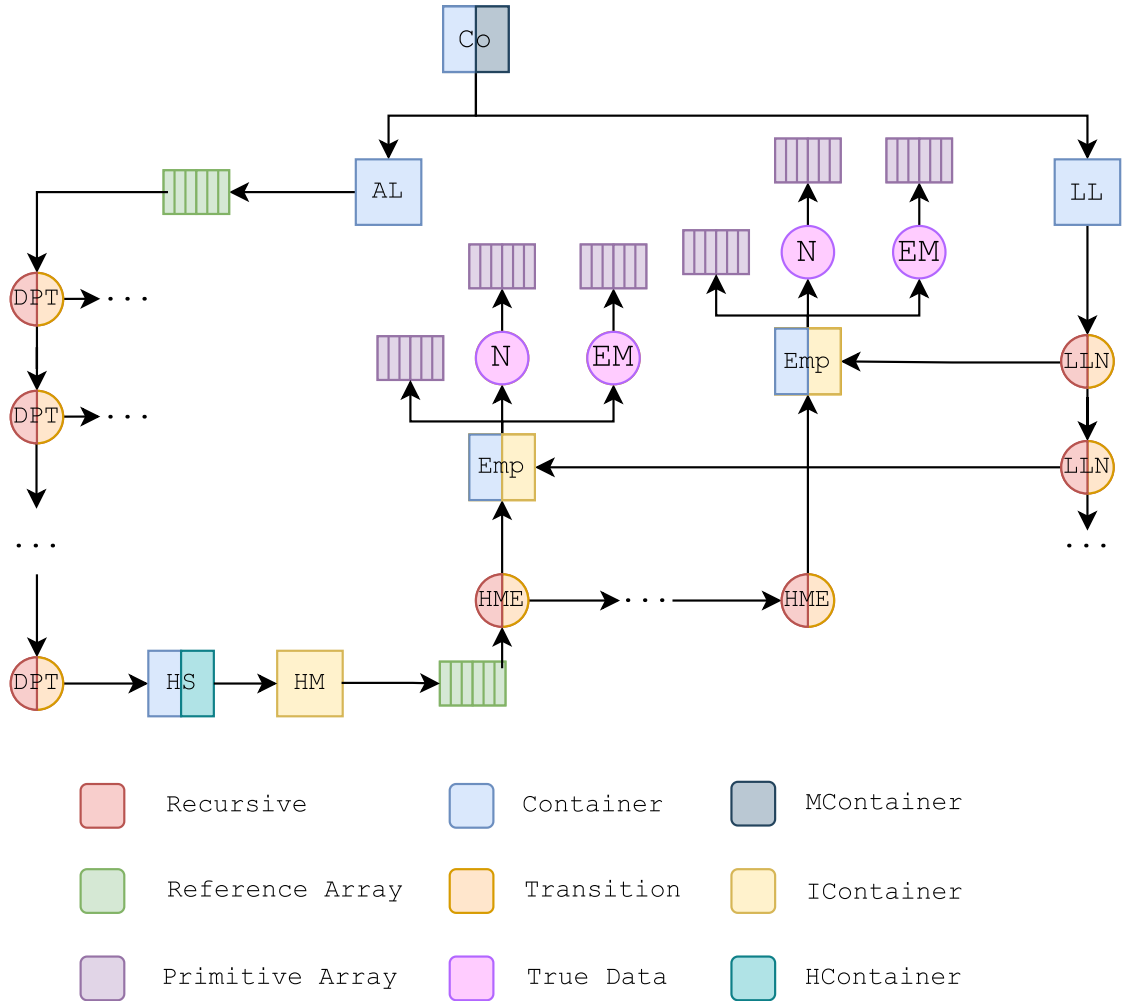 Co
AL
LL
N
EM
DPT
...
N
EM
Emp
LLN
DPT
...
Emp
LLN
...
...
HME
...
HME
DPT
HS
HM
Recursive
Container
MContainer
Reference Array
Transition
IContainer
Primitive Array
True Data
HContainer